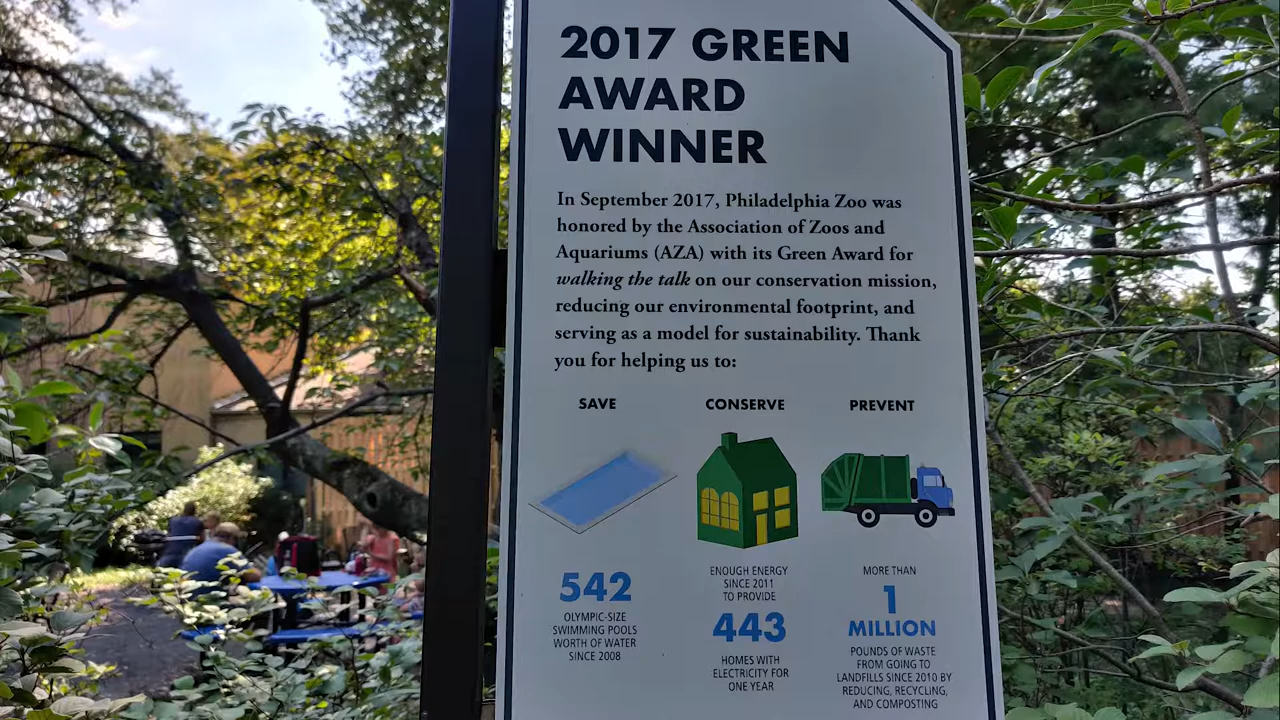 2017 GREEN
AWARD
WINNER
In September 2017, Philadelphia Zoo was
honored by the Association of Zoos and
Aquariums (AZA) with its Green Award for
walking the talk on our conservation mission,
reducing our environmental footprint, and
serving as a model for sustainability. Thank
you for helping us to:
SAVE
542
OLYMPIC-SIZE
SWIMMING POOLS
WORTH OF WATER
SINCE 2008
CONSERVE
ENOUGH ENERGY
SINCE 2011
TO PROVIDE
443
HOMES WITH
ELECTRICITY FOR
ONE YEAR
PREVENT
MORE THAN
1
MILLION
POUNDS OF WASTE
FROM GOING TO
LANDFILLS SINCE 2010 BY
REDUCING, RECYCLING,
AND COMPOSTING